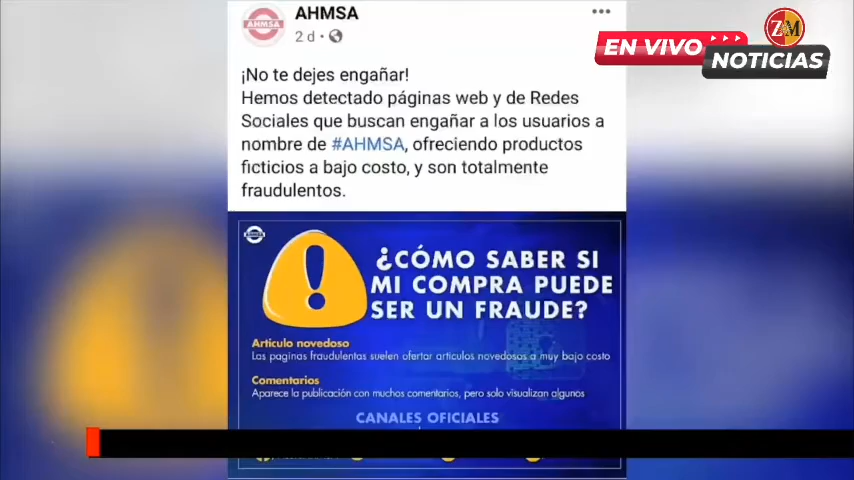 AHMSA
AHMSA
2 d
EN VIVO
ZM
NOTICIAS
¡No te dejes engañar!
Hemos detectado páginas web y de Redes
Sociales que buscan engañar a los usuarios a
nombre de #AHMSA, ofreciendo productos
ficticios a bajo costo, y son totalmente
fraudulentos.
AHMSA
¿CÓMO SABER SI
MI COMPRA PUEDE
SER UN FRAUDE?
Artículo novedoso
Las paginas fraudulentas suelen ofertar artículos novedosos a muy bajo costo
Comentarios
Aparece la publicación con muchos comentarios, pero solo visualizan algunos
CANALES OFICIALES